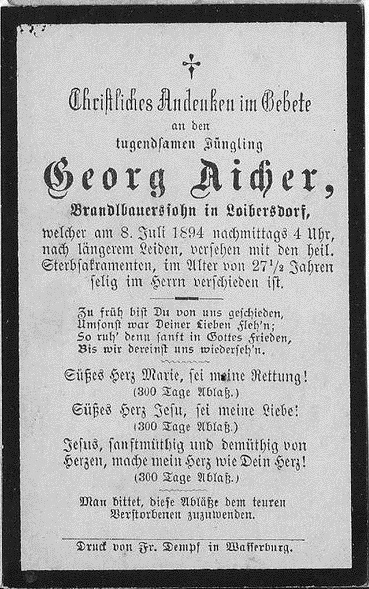 Christliches Andenken im Gebete
an den
tugendsamen Jüngling
Georg Aicher,
Brandlbauerssohn in Loibersdorf,
welcher am 8. Juli 1894 nachmittags 4 Uhr,
nach längerem Leiden, versehen mit den heil.
Sterbsakramenten, im Alter von 27½ Jahren
selig im Herrn verschieden ist.
Zu früh bist Du von uns geschieden,
Umsonst war Deiner Lieben Fleh'n;
So ruh' denn sanft in Gottes Frieden,
Bis wir dereinst uns wiederseh'n.
Süßes Herz Marie, sei meine Rettung!
(300 Tage Ablaß.)
Süßes Herz Jesu, sei meine Liebe!
(300 Tage Ablaß.)
Jesus, sanftmüthig und demüthig von
Herzen, mache mein Herz wie Dein Herz!
(300 Tage Ablaß.)
Man bittet, diese Abläße dem teuren
Verstorbenen zuzuwenden.
Druck von Fr. Dempf in Wasserburg.